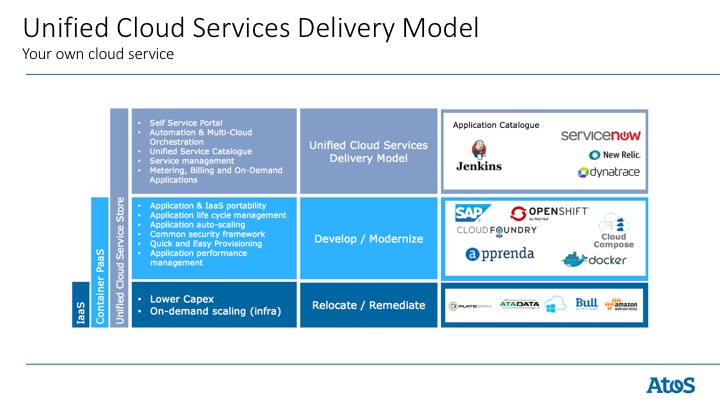 Unified Cloud Services Delivery Model
Your own cloud service
• Self Service Portal
• Automation & Multi-Cloud
Orchestration
• Unified Service Catalogue
• Service management
• Metering, Billing and On-Demand
Applications
Unified Cloud Services
Delivery Model
Application Catalogue
Jenkins
servicenow
New Relic.
dynatrace
• Application & IaaS portability
• Application life cycle management
• Application auto-scaling
• Common security framework
• Quick and Easy Provisioning
• Application performance
management
Develop / Modernize
SAP
OPENSHIFT
by Red Hat
CLOUDFOUNDRY
Cloud
Compose
apprenda
docker
• Lower Capex
• On-demand scaling (infra)
Relocate / Remediate
PLATESPIN
ATADATA
Bull
amazon
webservices
IaaS
Container PaaS
Unified Cloud Service Store
Atos